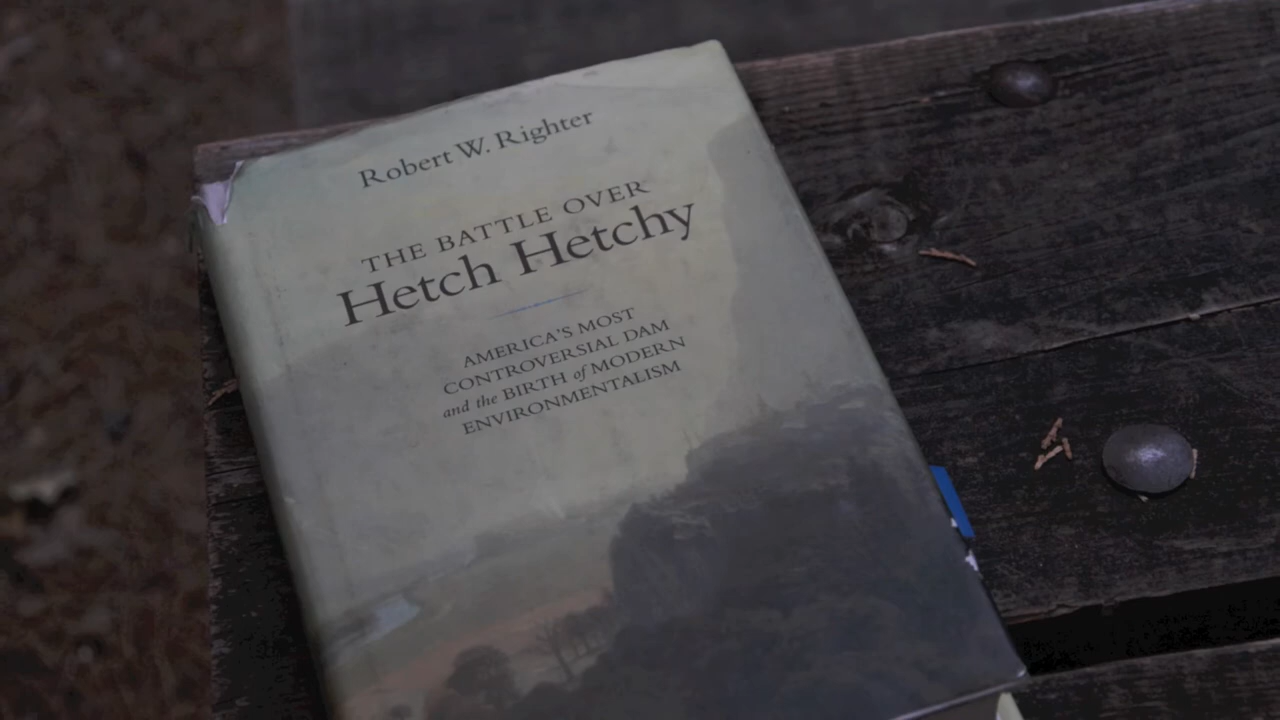 Robert W. Righter
THE BATTLE OVER
Hetch Hetchy
AMERICA'S MOST
CONTROVERSIAL DAM
and the BIRTH of MODERN
ENVIRONMENTALISM